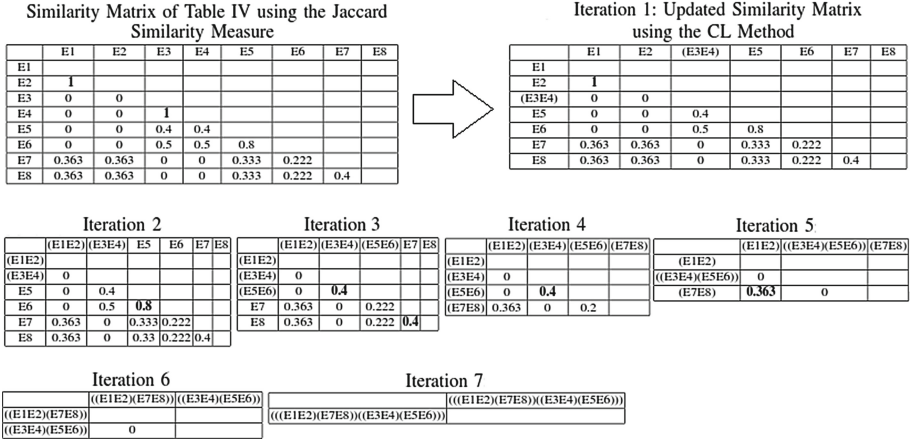 Similarity Matrix of Table IV using the Jaccard
Similarity Measure
E1 E2 E3 E4 E5 E6 E7 E8
E1
E2 1
E3 0 0
E4 0 0 1
E5 0 0 0.4 0.4
E6 0 0 0.5 0.5 0.8
E7 0.363 0.363 0 0 0.333 0.222
E8 0.363 0.363 0 0 0.333 0.222 0.4
Iteration 1: Updated Similarity Matrix
using the CL Method
E1 E2 (E3E4) E5 E6 E7 E8
E1
E2 1
(E3E4) 0 0
E5 0 0 0.4
E6 0 0 0.5 0.8
E7 0.363 0.363 0 0.333 0.222
E8 0.363 0.363 0 0.333 0.222 0.4
Iteration 2
(E1E2) (E3E4) E5 E6 E7 E8
(E1E2)
(E3E4) 0
E5 0 0.4
E6 0 0.5 0.8
E7 0.363 0 0.333 0.222
E8 0.363 0 0.33 0.222 0.4
Iteration 3
(E1E2) (E3E4) (E5E6) E7 E8
(E1E2)
(E3E4) 0
(E5E6) 0 0.4
E7 0.363 0 0.222
E8 0.363 0 0.222 0.4
Iteration 4
(E1E2) (E3E4) (E5E6) (E7E8)
(E1E2)
(E3E4) 0
(E5E6) 0 0.4
(E7E8) 0.363 0 0.2
Iteration 5
(E1E2) ((E3E4)(E5E6)) (E7E8)
(E1E2)
((E3E4)(E5E6)) 0
(E7E8) 0.363 0
Iteration 6
((E1E2)(E7E8)) ((E3E4)(E5E6))
((E1E2)(E7E8))
((E3E4)(E5E6)) 0
Iteration 7
(((E1E2)(E7E8))((E3E4)(E5E6)))
(((E1E2)(E7E8))((E3E4)(E5E6)))